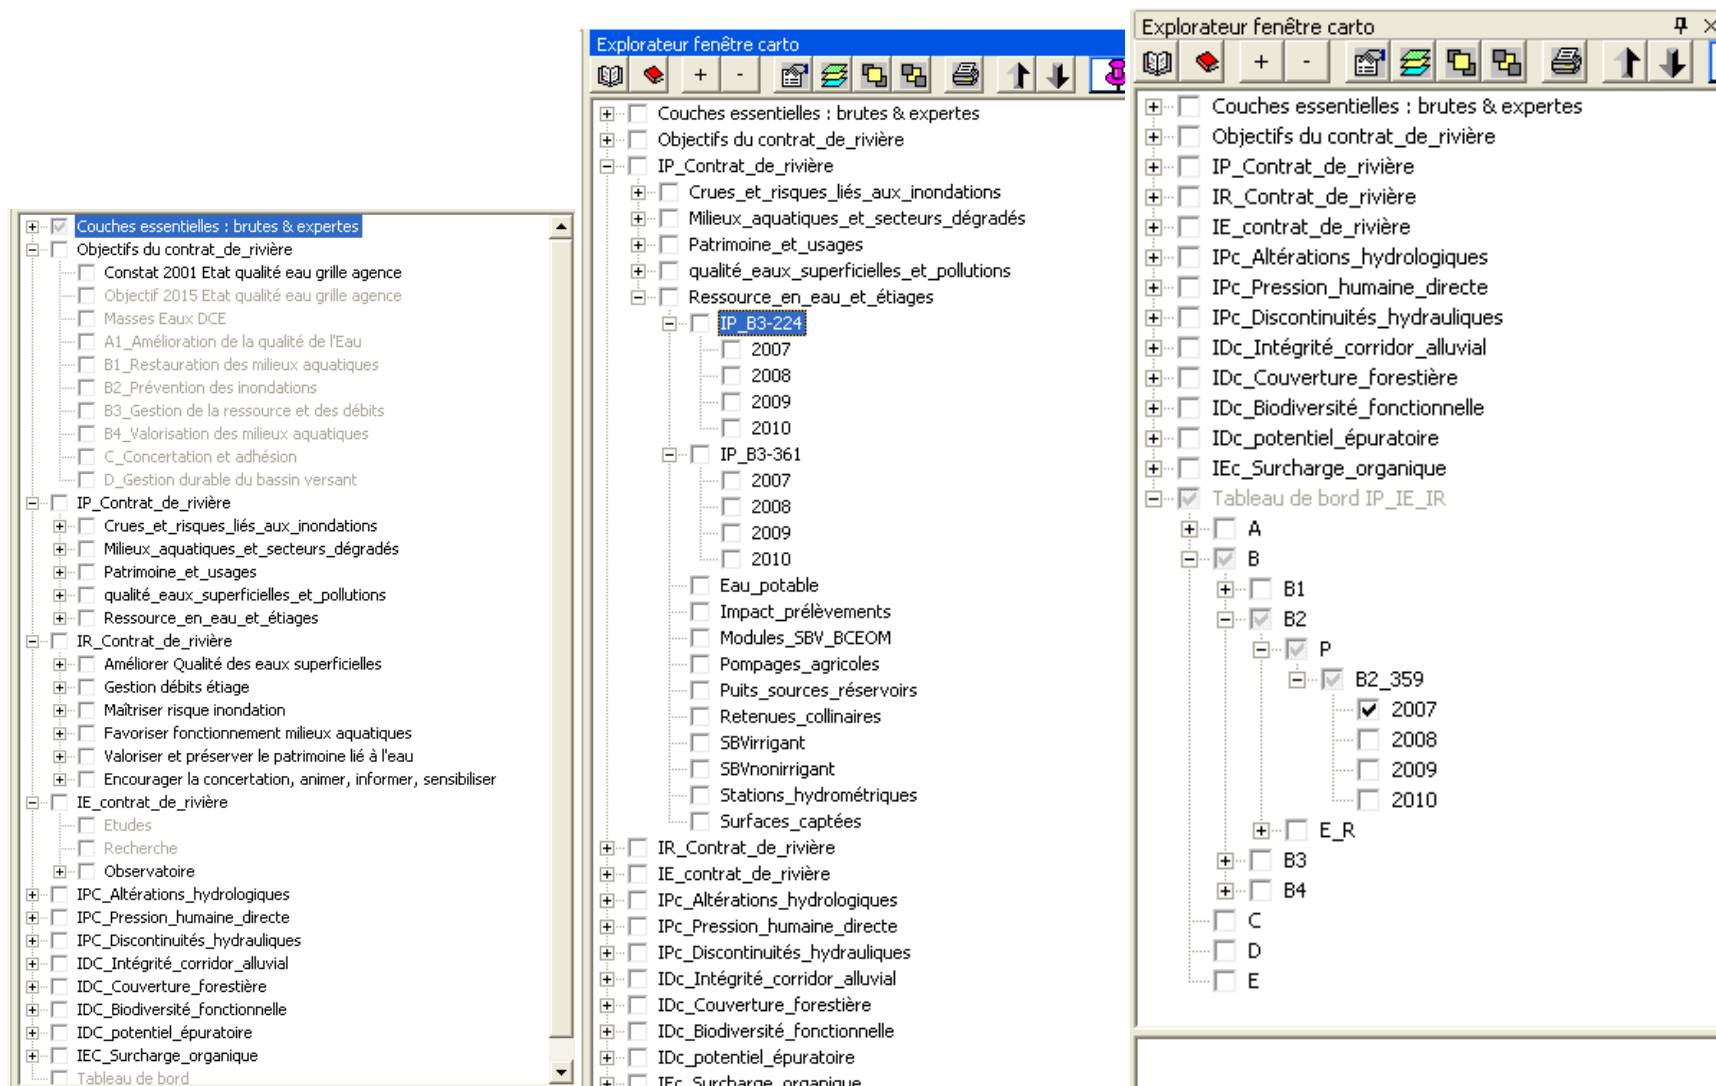 Couches essentielles : brutes & expertes
Objectifs du contrat_de_rivière
Constat 2001 Etat qualité eau grille agence
Objectif 2015 Etat qualité eau grille agence
Masses Eaux DCE
A1_Amélioration de la qualité de l'Eau
B1_Restauration des milieux aquatiques
B2_Prévention des inondations
B3_Gestion de la ressource et des débits
B4_Valorisation des milieux aquatiques
C_Concertation et adhésion
D_Gestion durable du bassin versant
IP_Contrat_de_rivière
Crues_et_risques_liés_aux_inondations
Milieux_aquatiques_et_secteurs_dégradés
Patrimoine_et_usages
qualité_eaux_superficielles_et_pollutions
Ressource_en_eau_et_étiages
IR_Contrat_de_rivière
Améliorer Qualité des eaux superficielles
Gestion débits étiage
Maîtriser risque inondation
Favoriser fonctionnement milieux aquatiques
Valoriser et préserver le patrimoine lié à l'eau
Encourager la concertation, animer, informer, sensibiliser
IE_contrat_de_rivière
Etudes
Recherche
Observatoire
IPC_Altérations_hydrologiques
IPC_Pression_humaine_directe
IPC_Discontinuités_hydrauliques
IDC_Intégrité_corridor_alluvial
IDC_Couverture_forestière
IDC_Biodiversité_fonctionnelle
IDC_potentiel_épuratoire
IEC_Surcharge_organique
Tableau de bord
Explorateur fenêtre carto
+ -
Couches essentielles : brutes & expertes
Objectifs du contrat_de_rivière
IP_Contrat_de_rivière
Crues_et_risques_liés_aux_inondations
Milieux_aquatiques_et_secteurs_dégradés
Patrimoine_et_usages
qualité_eaux_superficielles_et_pollutions
Ressource_en_eau_et_étiages
IP_B3-224
2007
2008
2009
2010
IP_B3-361
2007
2008
2009
2010
Eau_potable
Impact_prélèvements
Modules_SBV_BCEOM
Pompages_agricoles
Puits_sources_réservoirs
Retenues_collinaires
SBVirrigant
SBVnonirrigant
Stations_hydrométriques
Surfaces_captées
IR_Contrat_de_rivière
IE_contrat_de_rivière
IPc_Altérations_hydrologiques
IPc_Pression_humaine_directe
IPc_Discontinuités_hydrauliques
IDc_Intégrité_corridor_alluvial
IDc_Couverture_forestière
IDc_Biodiversité_fonctionnelle
IDc_potentiel_épuratoire
IEc_Surcharge_organique
Explorateur fenêtre carto
+ -
Couches essentielles : brutes & expertes
Objectifs du contrat_de_rivière
IP_Contrat_de_rivière
IR_Contrat_de_rivière
IE_contrat_de_rivière
IPc_Altérations_hydrologiques
IPc_Pression_humaine_directe
IPc_Discontinuités_hydrauliques
IDc_Intégrité_corridor_alluvial
IDc_Couverture_forestière
IDc_Biodiversité_fonctionnelle
IDc_potentiel_épuratoire
IEc_Surcharge_organique
Tableau de bord IP_IE_IR
A
B
B1
B2
P
B2_359
2007
2008
2009
2010
E_R
B3
B4
C
D
E